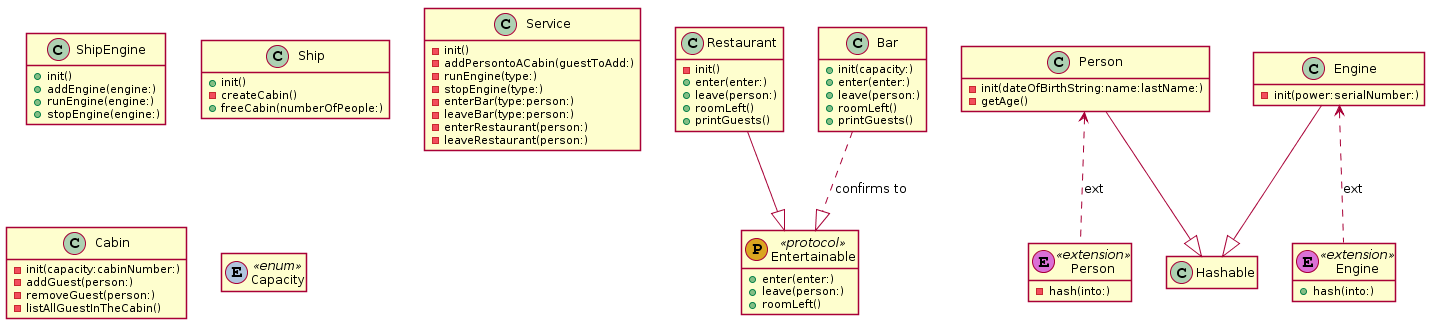 C ShipEngine
init()
addEngine(engine:)
runEngine(engine:)
stopEngine(engine:)
C Ship
init()
createCabin()
freeCabin(numberOfPeople:)
C Service
init()
addPersontoACabin(guestToAdd:)
runEngine(type:)
stopEngine(type:)
enterBar(type:person:)
leaveBar(type:person:)
enterRestaurant(person:)
leaveRestaurant(person:)
C Restaurant
init()
enter(enter:)
leave(person:)
roomLeft()
printGuests()
C Bar
init(capacity:)
enter(enter:)
leave(person:)
roomLeft()
printGuests()
C Person
init(dateOfBirthString:name:lastName:)
getAge()
C Engine
init(power:serialNumber:)
confirms to
ext
ext
C Cabin
init(capacity:cabinNumber:)
addGuest(person:)
removeGuest(person:)
listAllGuestInTheCabin()
E «enum»
Capacity
P «protocol»
Entertainable
enter(enter:)
leave(person:)
roomLeft()
E «extension»
Person
hash(into:)
C Hashable
E «extension»
Engine
hash(into:)